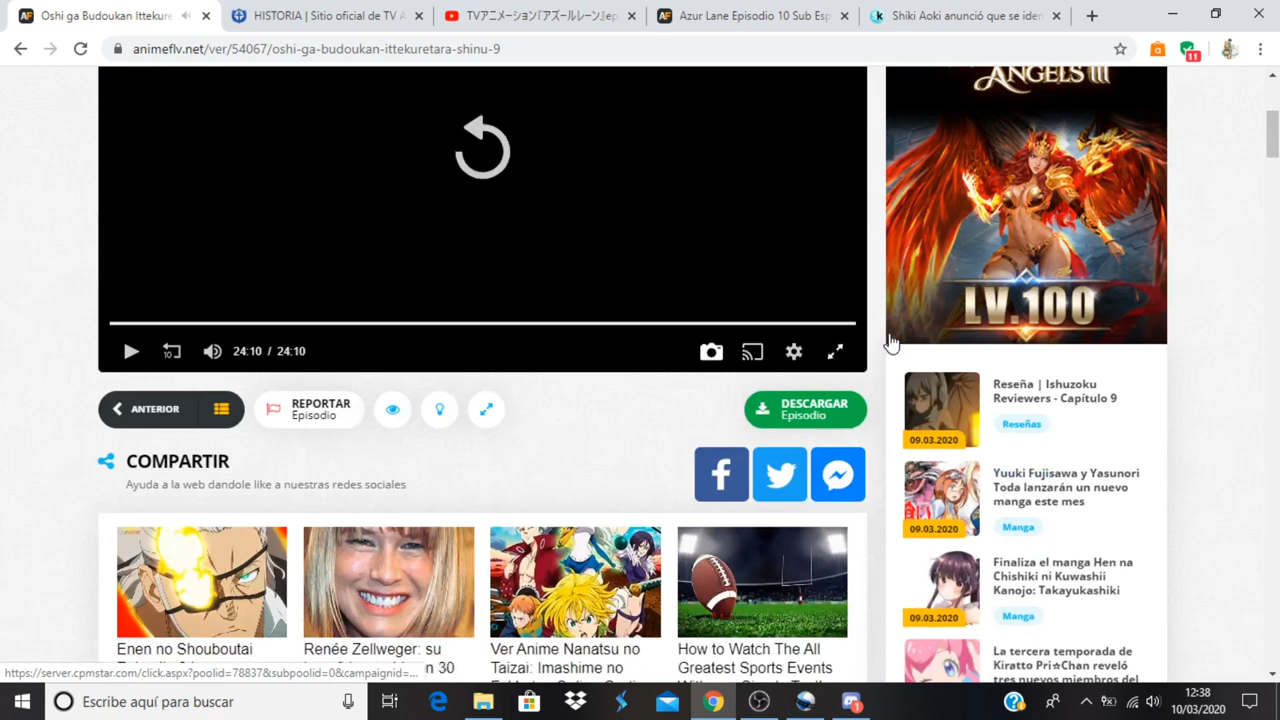 Oshi ga Budoukan Ittekure
HISTORIA | Sitio oficial de TV A
TVアニメーション『アズールレーン』ep
Azur Lane Episodio 10 Sub Esp
Shiki Aoki anunció que se iden
animeflv.net/ver/54067/oshi-ga-budoukan-ittekuretara-shinu-9
11
ANGELS III
LV.100
10
24:10 / 24:10
ANTERIOR
REPORTAR
Episodio
DESCARGAR
Episodio
COMPARTIR
Ayuda a la web dandole like a nuestras redes sociales
Enen no Shouboutai
Renée Zellweger: su
n 30
Ver Anime Nanatsu no
Taizai: Imashime no
How to Watch The All
Greatest Sports Events
Reseña | Ishuzoku
Reviewers - Capítulo 9
Reseñas
09.03.2020
Yuuki Fujisawa y Yasunori
Toda lanzarán un nuevo
manga este mes
Manga
09.03.2020
Finaliza el manga Hen na
Chishiki ni Kuwashii
Kanojo: Takayukashiki
Manga
09.03.2020
La tercera temporada de
Kiratto Pri☆Chan reveló
tres nuevos miembros del
https://server.cpmstar.com/click.aspx?poolid=78837&subpoolid=0&campaignid=...
Escribe aquí para buscar
12:38
10/03/2020